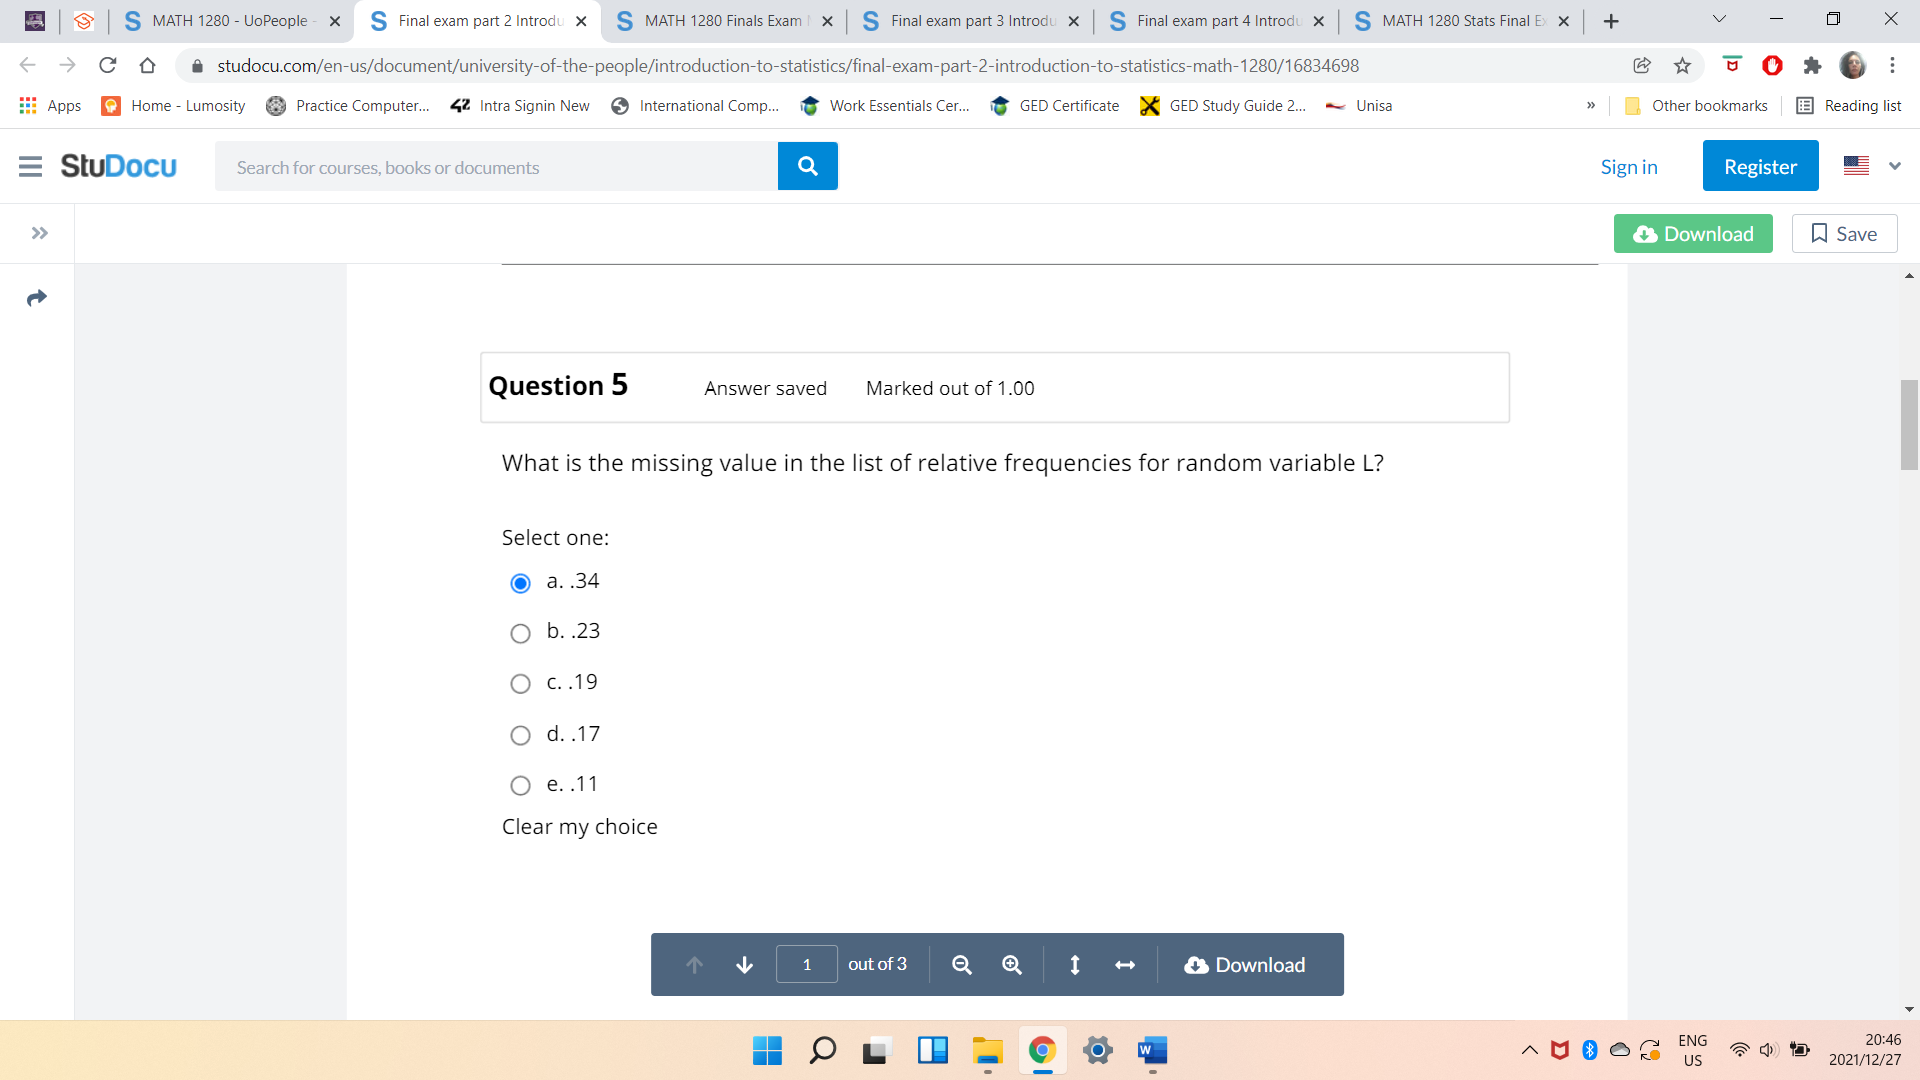 MATH 1280 - UoPeople -
Final exam part 2 Introdu
MATH 1280 Finals Exam
Final exam part 3 Introdu
Final exam part 4 Introdu
MATH 1280 Stats Final Ex
studocu.com/en-us/document/university-of-the-people/introduction-to-statistics/final-exam-part-2-introduction-to-statistics-math-1280/16834698
Apps
Home - Lumosity
Practice Computer...
Intra Signin New
International Comp...
Work Essentials Cer...
GED Certificate
GED Study Guide 2...
Unisa
»
Other bookmarks
Reading list
StuDocu
Search for courses, books or documents
Sign in
Register
Download
Save
Question 5 Answer saved Marked out of 1.00
What is the missing value in the list of relative frequencies for random variable L?
Select one:
a. .34
b. .23
c. .19
d. .17
e. .11
Clear my choice
1 out of 3
Download
ENG
US
20:46
2021/12/27